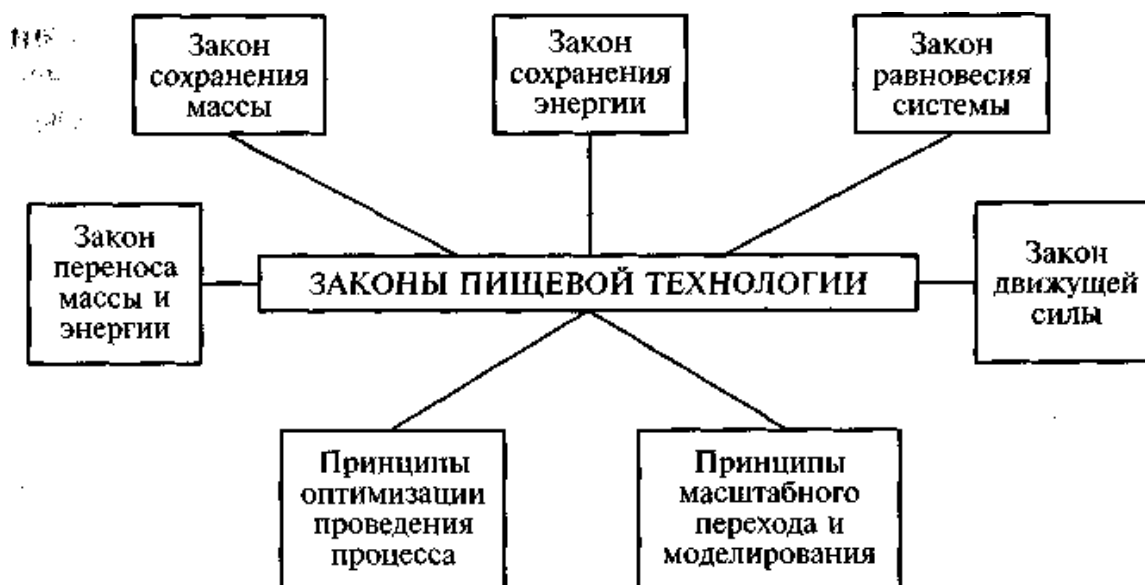 Закон
сохранения
массы
Закон
сохранения
энергии
Закон
равновесия
системы
Закон
переноса
массы и
энергии
ЗАКОНЫ ПИЩЕВОЙ ТЕХНОЛОГИИ
Закон
движущей
силы
Принципы
оптимизации
проведения
процесса
Принципы
масштабного
перехода и
моделирования